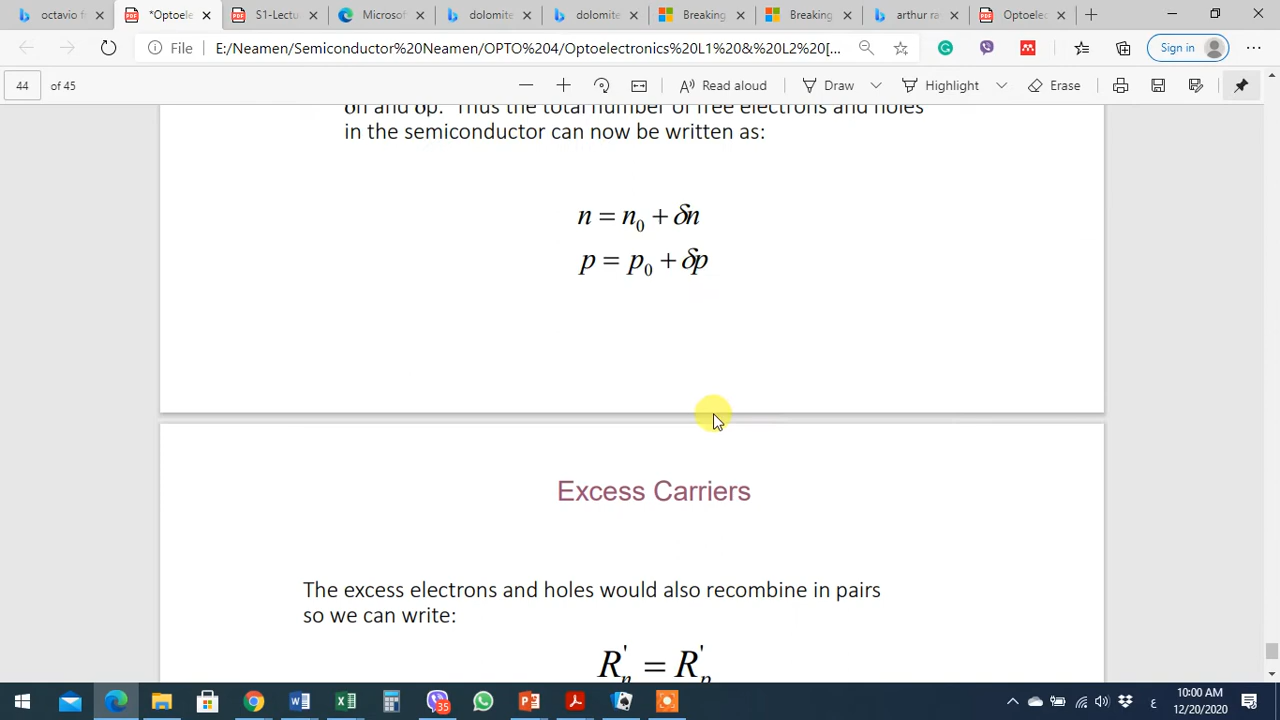 octavia f
*Optoele
S1-Lectu
Microsof
dolomite
dolomite
Breaking
Breaking
arthur ra
Optoelec
File
E:/Neamen/Semiconductor%20Neamen/OPTO%204/Optoelectronics%20L1%20&%20L2%20[...
Sign in
44 of 45
Read aloud
Draw
Highlight
Erase
δn and δp. Thus the total number of free electrons and holes
in the semiconductor can now be written as:
n = n₀ + δn
p = p₀ + δp
Excess Carriers
The excess electrons and holes would also recombine in pairs
so we can write:
R'ₙ = R'ₚ
35
ع
10:00 AM
12/20/2020